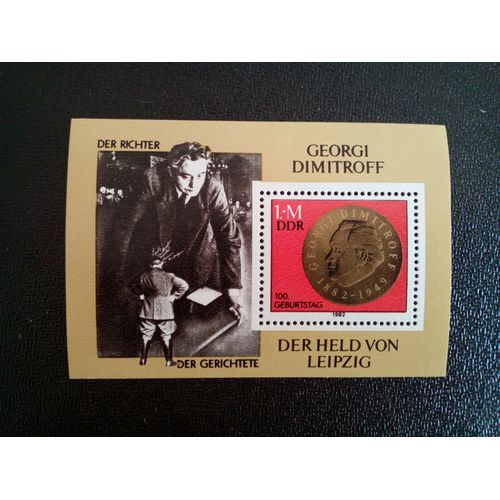 DER RICHTER
DER GERICHTETE
GEORGI
DIMITROFF
1.-M
DDR
GEORGI DIMITROFF
1882-1949
100.
GEBURTSTAG
1982
DER HELD VON
LEIPZIG